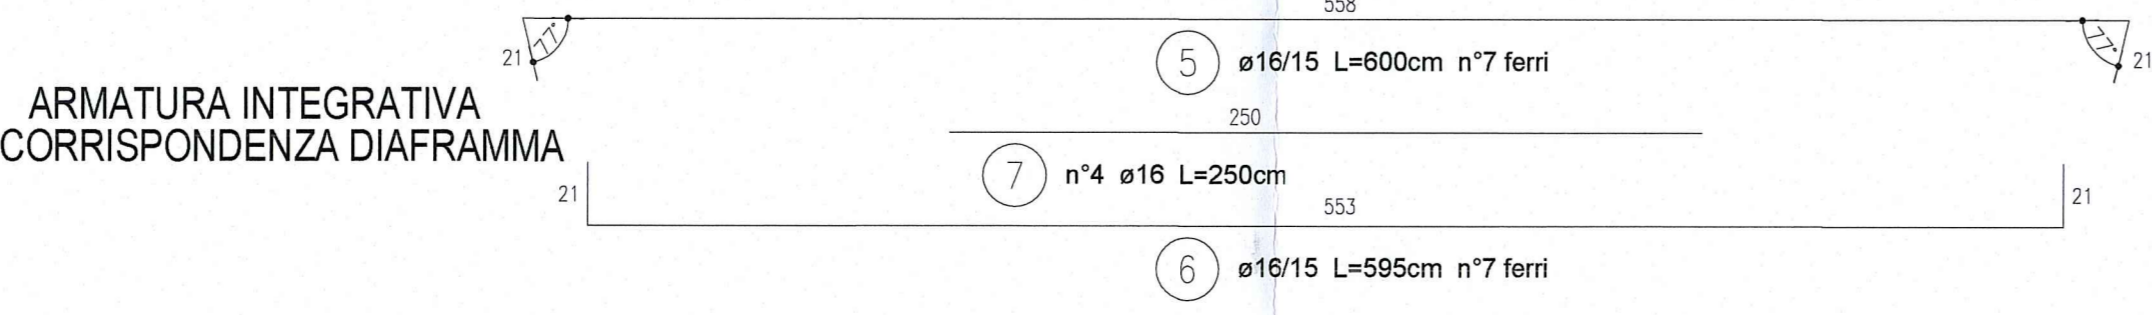 558
21 77° 77° 21
5 ø16/15 L=600cm n°7 ferri
ARMATURA INTEGRATIVA
CORRISPONDENZA DIAFRAMMA
250
7 n°4 ø16 L=250cm
21 553 21
6 ø16/15 L=595cm n°7 ferri